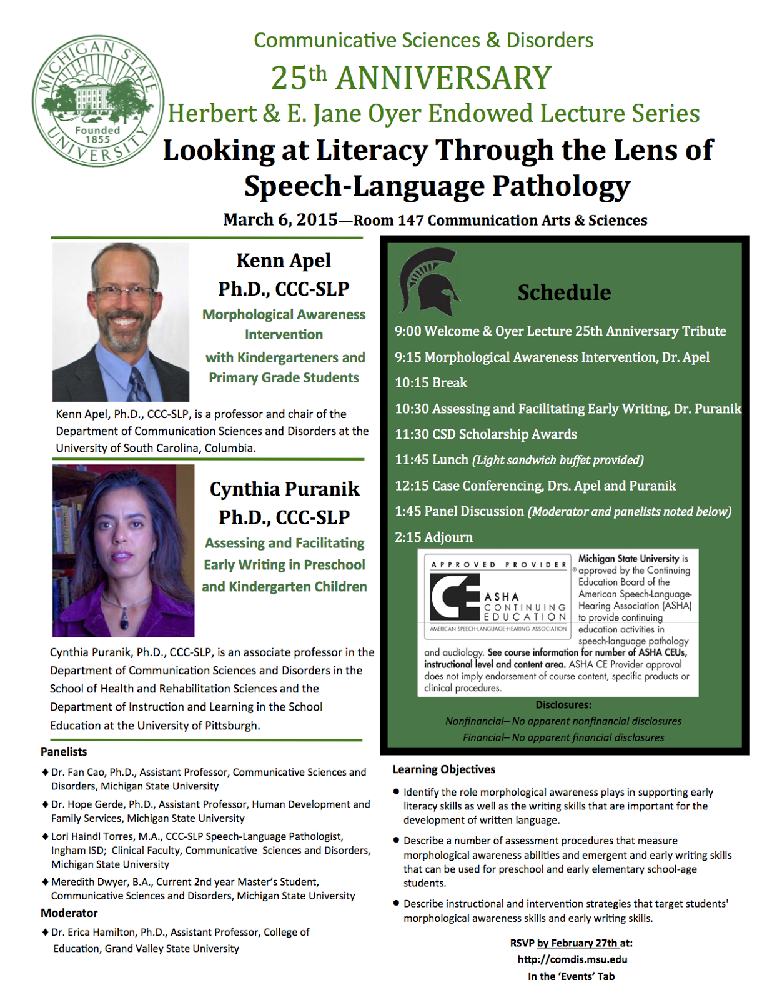 MICHIGAN STATE
UNIVERSITY
Founded
1855
Communicative Sciences & Disorders
25th ANNIVERSARY
Herbert & E. Jane Oyer Endowed Lecture Series
Looking at Literacy Through the Lens of
Speech-Language Pathology
March 6, 2015—Room 147 Communication Arts & Sciences
Kenn Apel
Ph.D., CCC-SLP
Morphological Awareness
Intervention
with Kindergarteners and
Primary Grade Students
Kenn Apel, Ph.D., CCC-SLP, is a professor and chair of the
Department of Communication Sciences and Disorders at the
University of South Carolina, Columbia.
Cynthia Puranik
Ph.D., CCC-SLP
Assessing and Facilitating
Early Writing in Preschool
and Kindergarten Children
Cynthia Puranik, Ph.D., CCC-SLP, is an associate professor in the
Department of Communication Sciences and Disorders in the
School of Health and Rehabilitation Sciences and the
Department of Instruction and Learning in the School
Education at the University of Pittsburgh.
Panelists
♦ Dr. Fan Cao, Ph.D., Assistant Professor, Communicative Sciences and
Disorders, Michigan State University
♦ Dr. Hope Gerde, Ph.D., Assistant Professor, Human Development and
Family Services, Michigan State University
♦ Lori Haindl Torres, M.A., CCC-SLP Speech-Language Pathologist,
Ingham ISD; Clinical Faculty, Communicative Sciences and Disorders,
Michigan State University
♦ Meredith Dwyer, B.A., Current 2nd year Master's Student,
Communicative Sciences and Disorders, Michigan State University
Moderator
♦ Dr. Erica Hamilton, Ph.D., Assistant Professor, College of
Education, Grand Valley State University
Schedule
9:00 Welcome & Oyer Lecture 25th Anniversary Tribute
9:15 Morphological Awareness Intervention, Dr. Apel
10:15 Break
10:30 Assessing and Facilitating Early Writing, Dr. Puranik
11:30 CSD Scholarship Awards
11:45 Lunch (Light sandwich buffet provided)
12:15 Case Conferencing, Drs. Apel and Puranik
1:45 Panel Discussion (Moderator and panelists noted below)
2:15 Adjourn
APPROVED PROVIDER
CE
ASHA
CONTINUING
EDUCATION
AMERICAN SPEECH-LANGUAGE-HEARING ASSOCIATION
®
Michigan State University is
approved by the Continuing
Education Board of the
American Speech-Language-
Hearing Association (ASHA)
to provide continuing
education activities in
speech-language pathology
and audiology. See course information for number of ASHA CEUs,
instructional level and content area. ASHA CE Provider approval
does not imply endorsement of course content, specific products or
clinical procedures.
Disclosures:
Nonfinancial– No apparent nonfinancial disclosures
Financial– No apparent financial disclosures
Learning Objectives
● Identify the role morphological awareness plays in supporting early
literacy skills as well as the writing skills that are important for the
development of written language.
● Describe a number of assessment procedures that measure
morphological awareness abilities and emergent and early writing skills
that can be used for preschool and early elementary school-age
students.
● Describe instructional and intervention strategies that target students'
morphological awareness skills and early writing skills.
RSVP by February 27th at:
http://comdis.msu.edu
In the 'Events' Tab